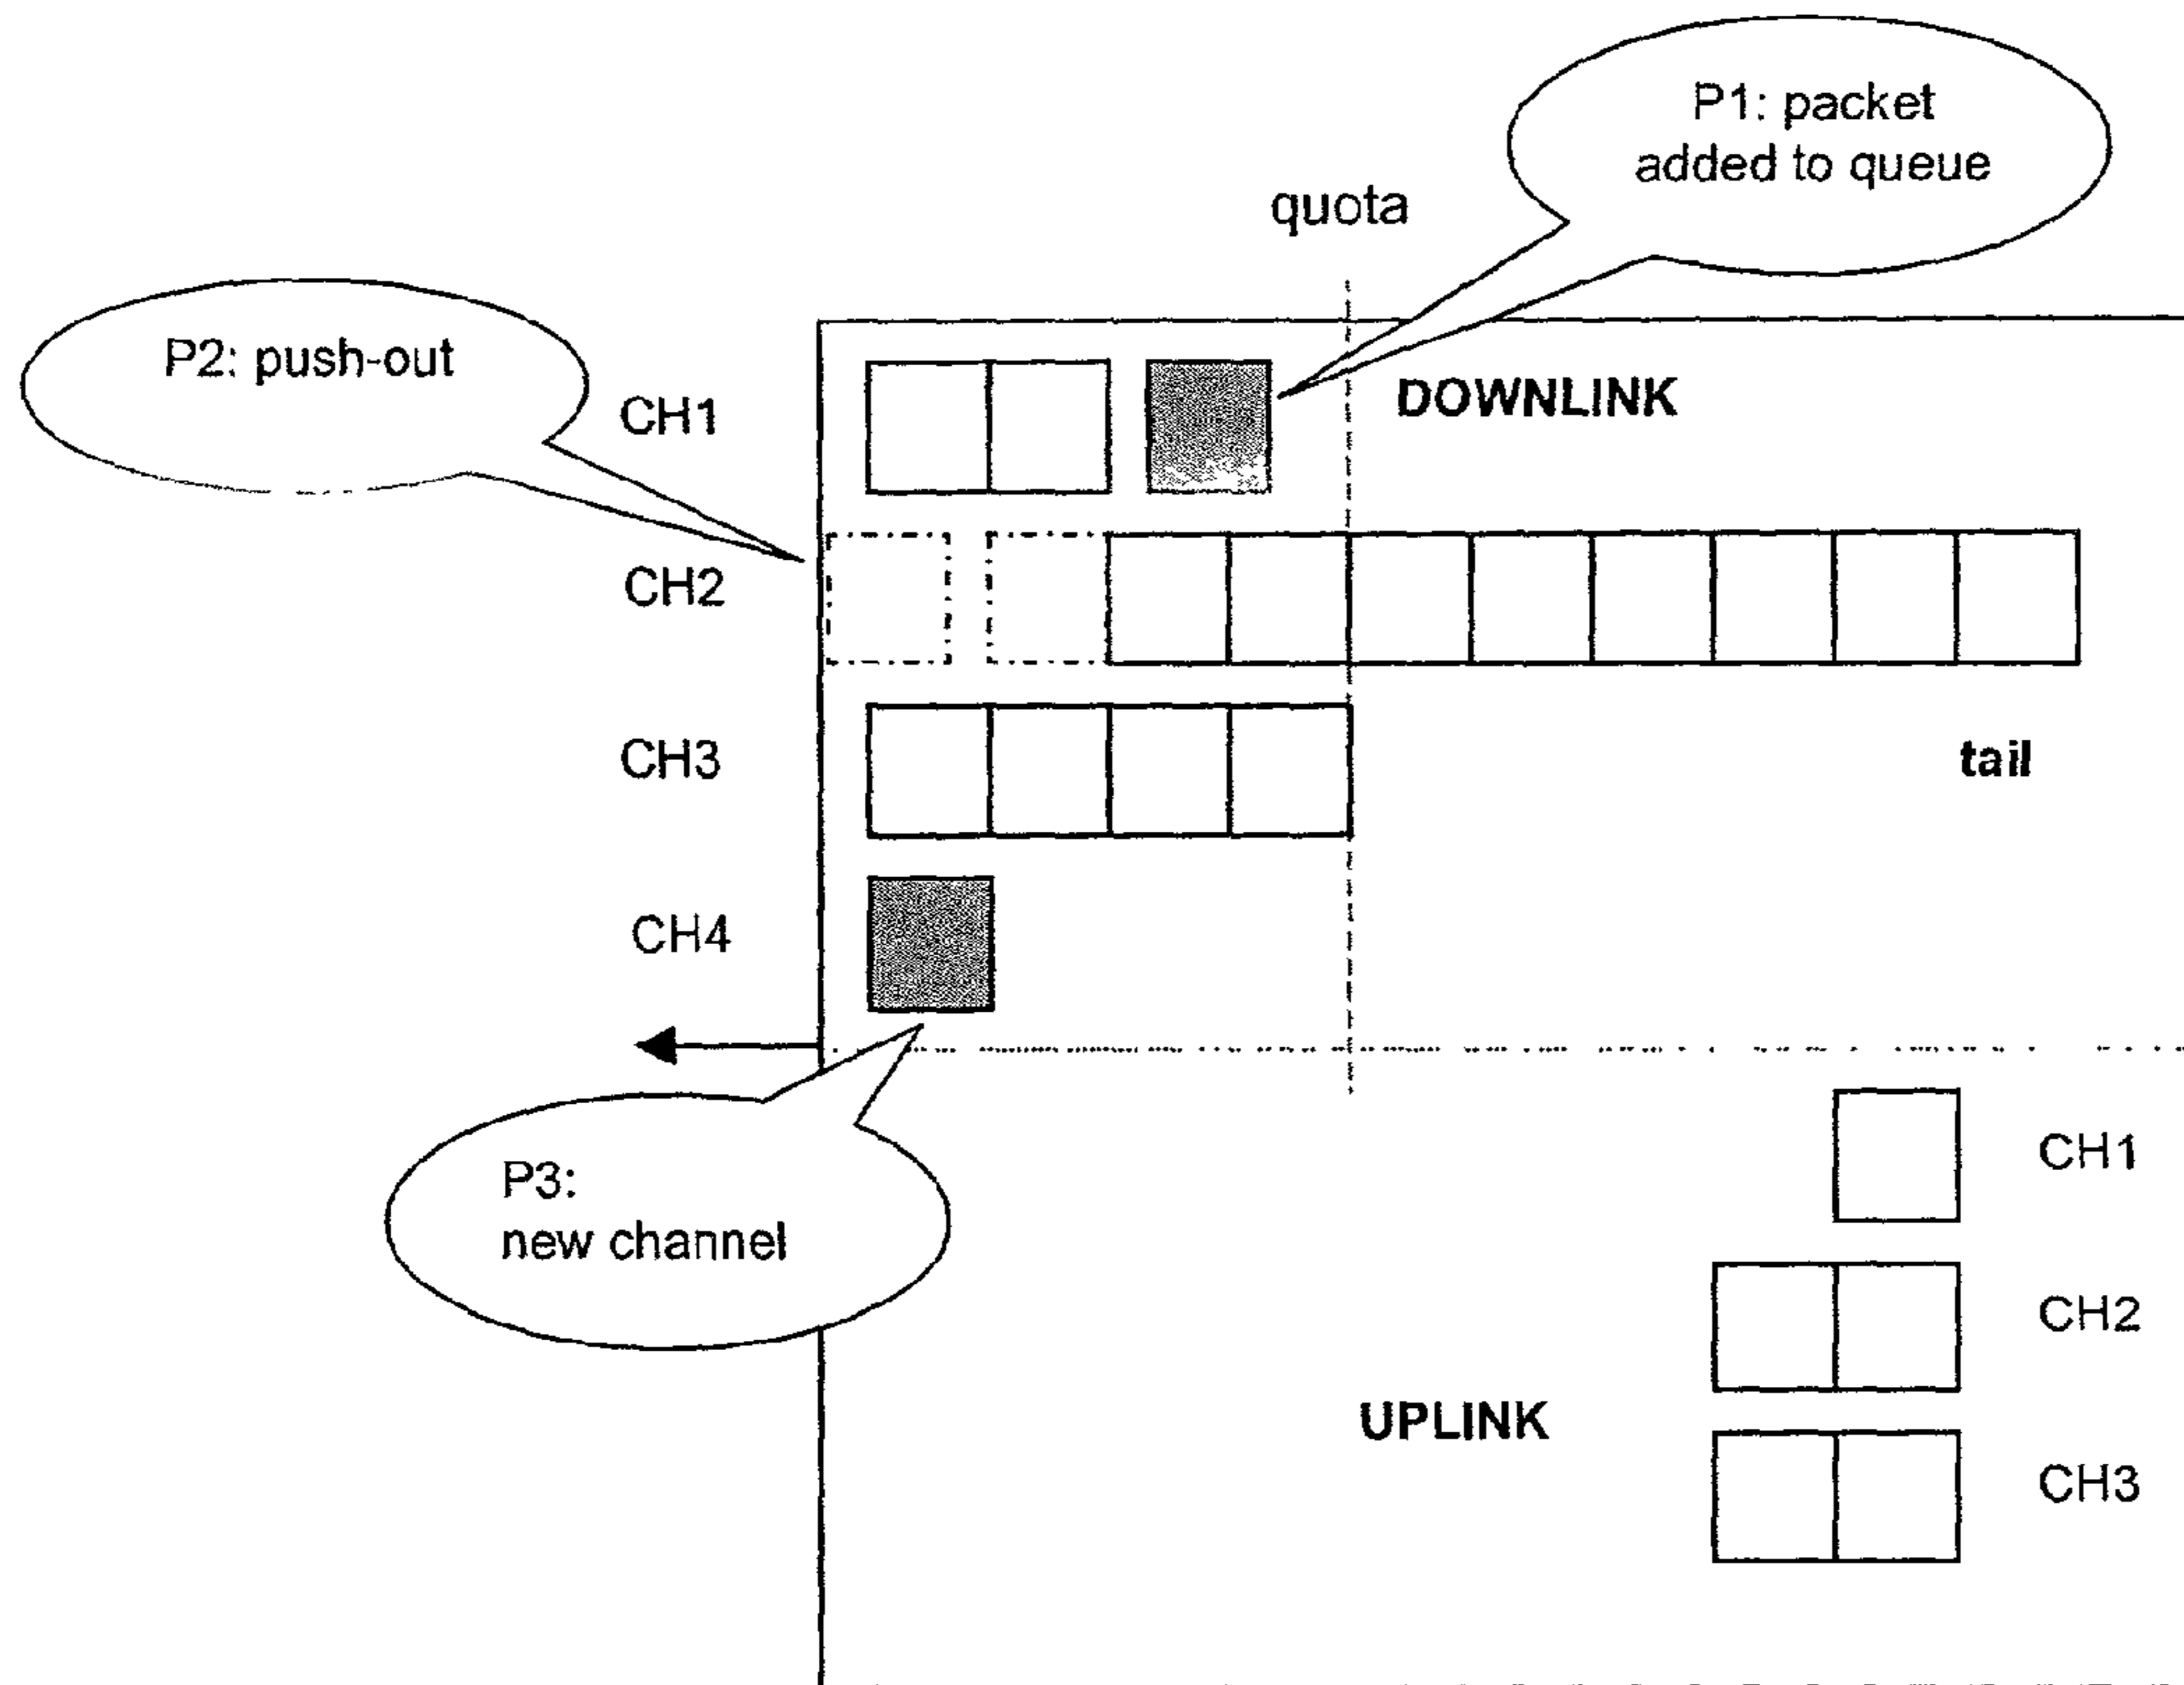 P1: packet
added to queue
quota
P2: push-out
CH1
DOWNLINK
CH2
CH3
tail
CH4
CH1
P3:
new channel
CH2
UPLINK
CH3